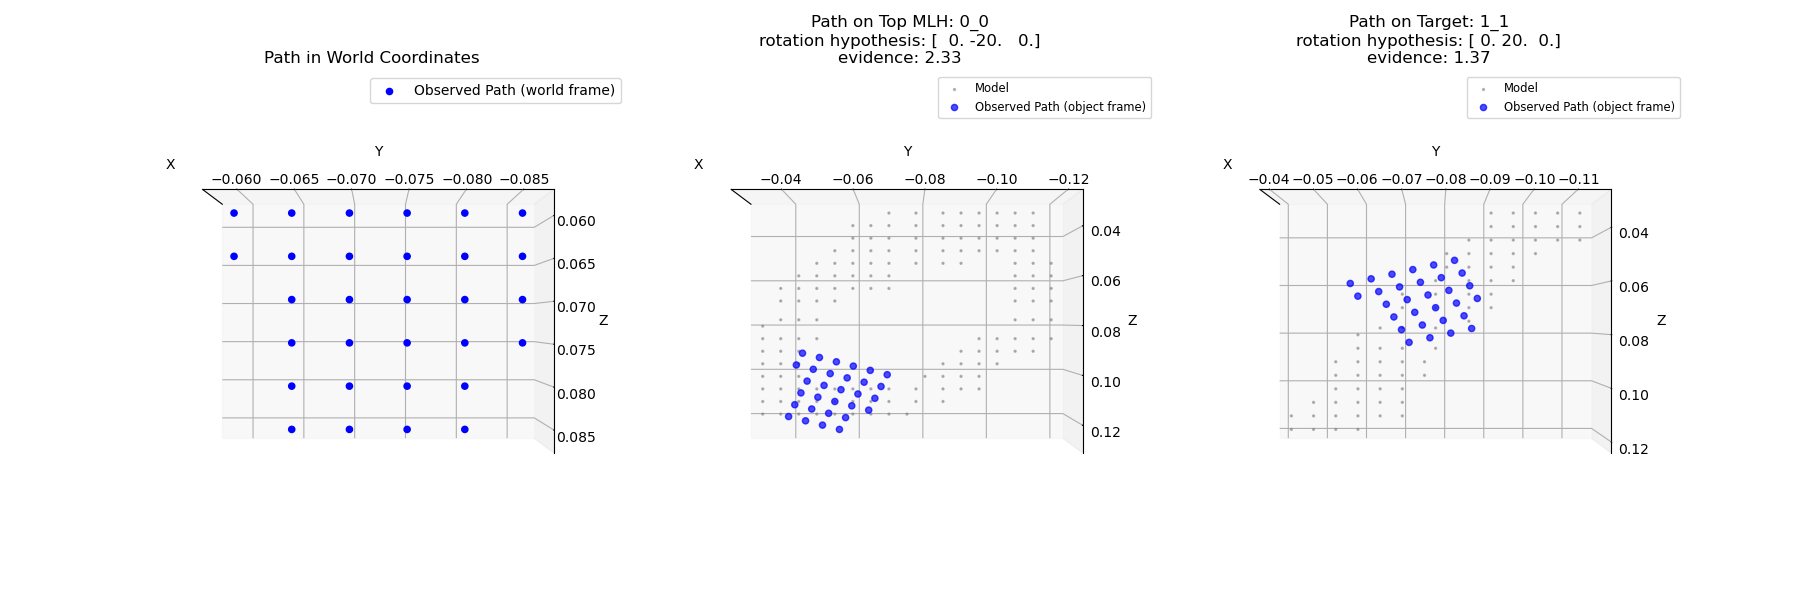 Path in World Coordinates
Observed Path (world frame)
X
Y
−0.060 −0.065 −0.070 −0.075 −0.080 −0.085
0.060
0.065
0.070
0.075
0.080
0.085
Z
Path on Top MLH: 0_0
rotation hypothesis: [  0. -20.   0.]
evidence: 2.33
Model
Observed Path (object frame)
X
Y
−0.04 −0.06 −0.08 −0.10 −0.12
0.04
0.06
0.08
0.10
0.12
Z
Path on Target: 1_1
rotation hypothesis: [ 0. 20.  0.]
evidence: 1.37
Model
Observed Path (object frame)
X
Y
−0.04 −0.05 −0.06 −0.07 −0.08 −0.09 −0.10 −0.11
0.04
0.06
0.08
0.10
0.12
Z